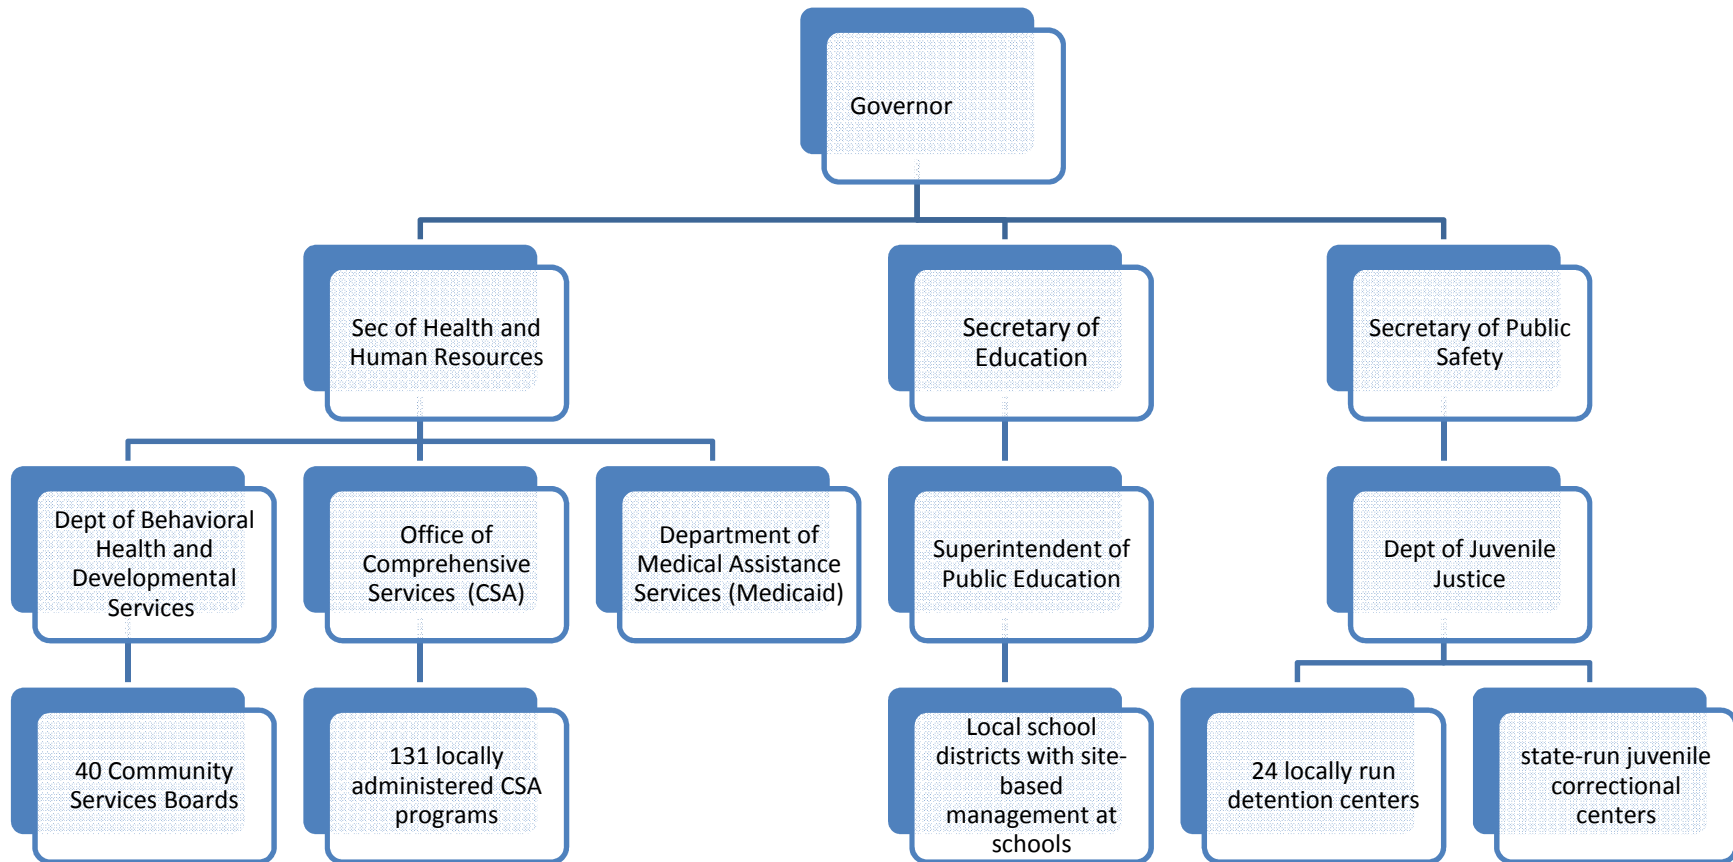 Governor
Sec of Health and
Human Resources
Secretary of
Education
Secretary of Public
Safety
Dept of Behavioral
Health and
Developmental
Services
Office of
Comprehensive
Services (CSA)
Department of
Medical Assistance
Services (Medicaid)
Superintendent of
Public Education
Dept of Juvenile
Justice
40 Community
Services Boards
131 locally
administered CSA
programs
Local school
districts with site-
based
management at
schools
24 locally run
detention centers
state-run juvenile
correctional
centers